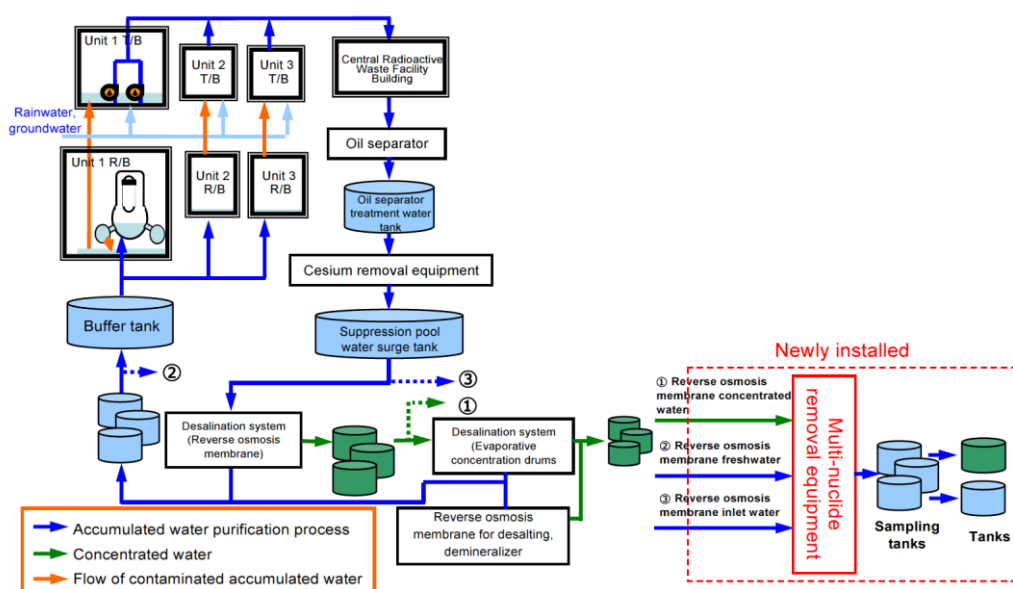 Unit 1 T/B
Unit 2
T/B
Unit 3
T/B
Central Radioactive
Waste Facility
Building
Rainwater,
groundwater
Oil separator
Unit 1 R/B
Unit 2
R/B
Unit 3
R/B
Oil separator
treatment water
tank
Cesium removal equipment
Buffer tank
Suppression pool
water surge tank
②
③
①
Desalination system
(Reverse osmosis
membrane)
Desalination system
(Evaporative
concentration drums)
Reverse osmosis
membrane for desalting,
demineralizer
Newly installed
① Reverse osmosis
membrane concentrated
water
② Reverse osmosis
membrane freshwater
③ Reverse osmosis
membrane inlet water
Multi-nuclide
removal equipment
Sampling
tanks
Tanks
Accumulated water purification process
Concentrated water
Flow of contaminated accumulated water